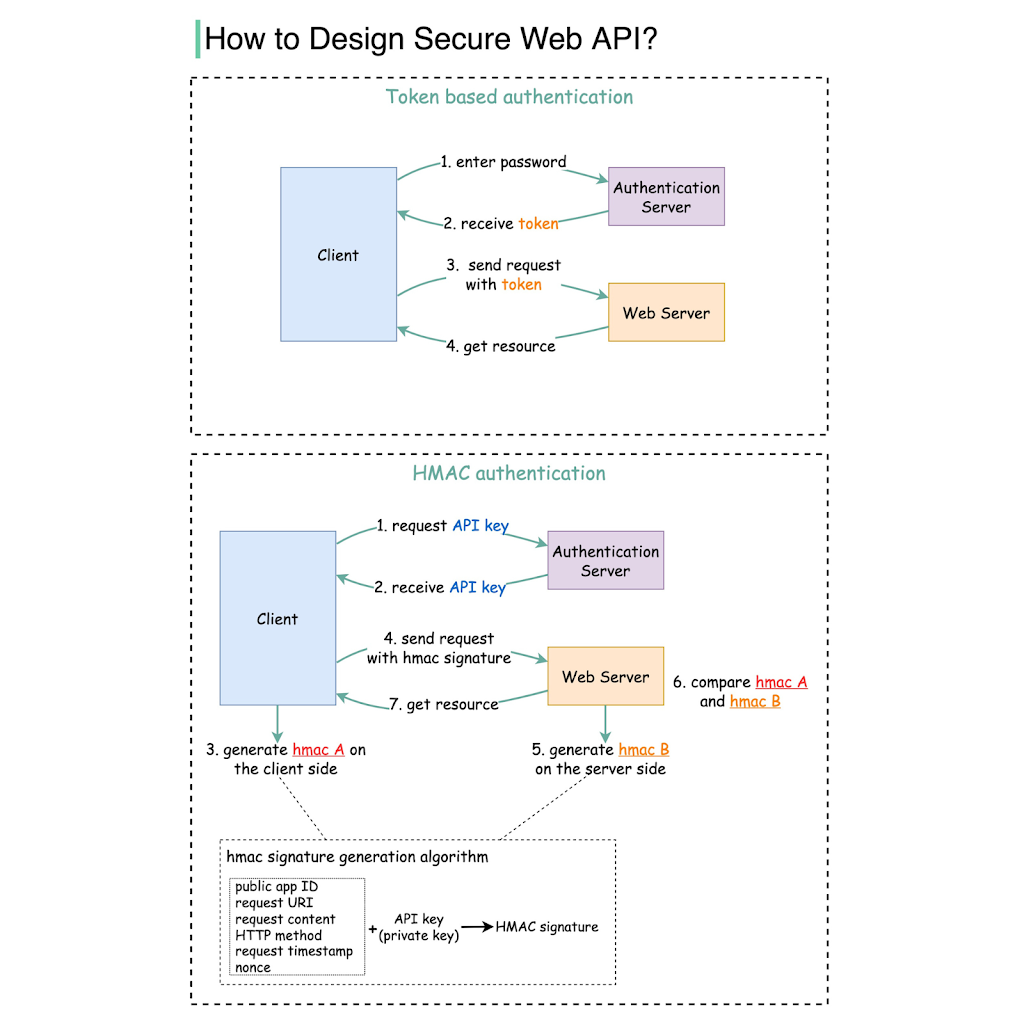 How to Design Secure Web API?
Token based authentication
1. enter password
Authentication
Server
2. receive token
Client
3. send request
with token
Web Server
4. get resource
HMAC authentication
1. request API key
Authentication
Server
2. receive API key
Client
4. send request
with hmac signature
Web Server
6. compare hmac A
and hmac B
7. get resource
3. generate hmac A on
the client side
5. generate hmac B
on the server side
hmac signature generation algorithm
public app ID
request URI
request content
HTTP method
request timestamp
nonce
+
API key
(private key)
HMAC signature